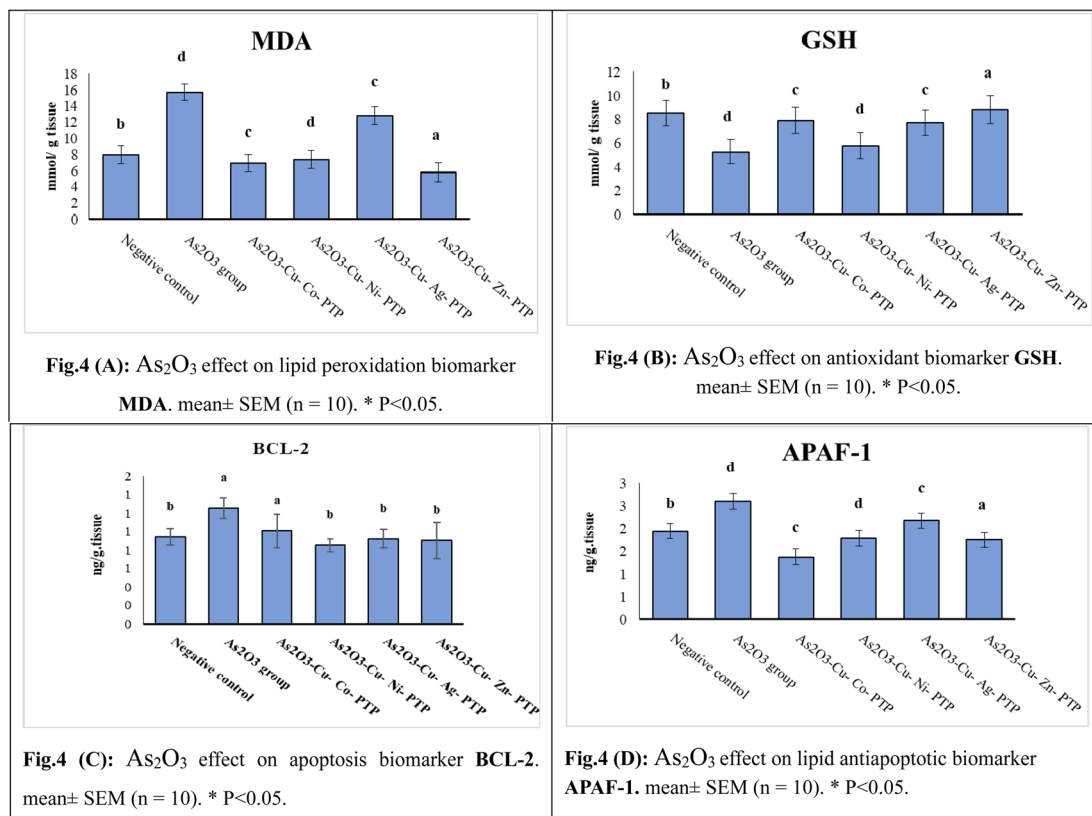 MDA
d
b
c
d
c
a
mmol/ g tissue
18
16
14
12
10
8
6
4
2
0
Negative control
As2O3 group
As2O3-Cu- Co- PTP
As2O3-Cu- Ni- PTP
As2O3-Cu- Ag- PTP
As2O3-Cu- Zn- PTP
Fig.4 (A): As₂O₃ effect on lipid peroxidation biomarker
MDA. mean± SEM (n = 10). * P<0.05.
GSH
b
d
c
d
c
a
mmol/ g tissue
12
10
8
6
4
2
0
Negative control
As2O3 group
As2O3-Cu- Co- PTP
As2O3-Cu- Ni- PTP
As2O3-Cu- Ag- PTP
As2O3-Cu- Zn- PTP
Fig.4 (B): As₂O₃ effect on antioxidant biomarker GSH.
mean± SEM (n = 10). * P<0.05.
BCL-2
b
a
a
b
b
b
ng/g.tissue
2
1
1
1
1
1
0
0
0
Negative control
As2O3 group
As2O3-Cu- Co- PTP
As2O3-Cu- Ni- PTP
As2O3-Cu- Ag- PTP
As2O3-Cu- Zn- PTP
Fig.4 (C): As₂O₃ effect on apoptosis biomarker BCL-2.
mean± SEM (n = 10). * P<0.05.
APAF-1
b
d
c
d
c
a
ng/g.tissue
3
3
2
2
1
1
0
Negative control
As2O3 group
As2O3-Cu- Co- PTP
As2O3-Cu- Ni- PTP
As2O3-Cu- Ag- PTP
As2O3-Cu- Zn- PTP
Fig.4 (D): As₂O₃ effect on lipid antiapoptotic biomarker
APAF-1. mean± SEM (n = 10). * P<0.05.